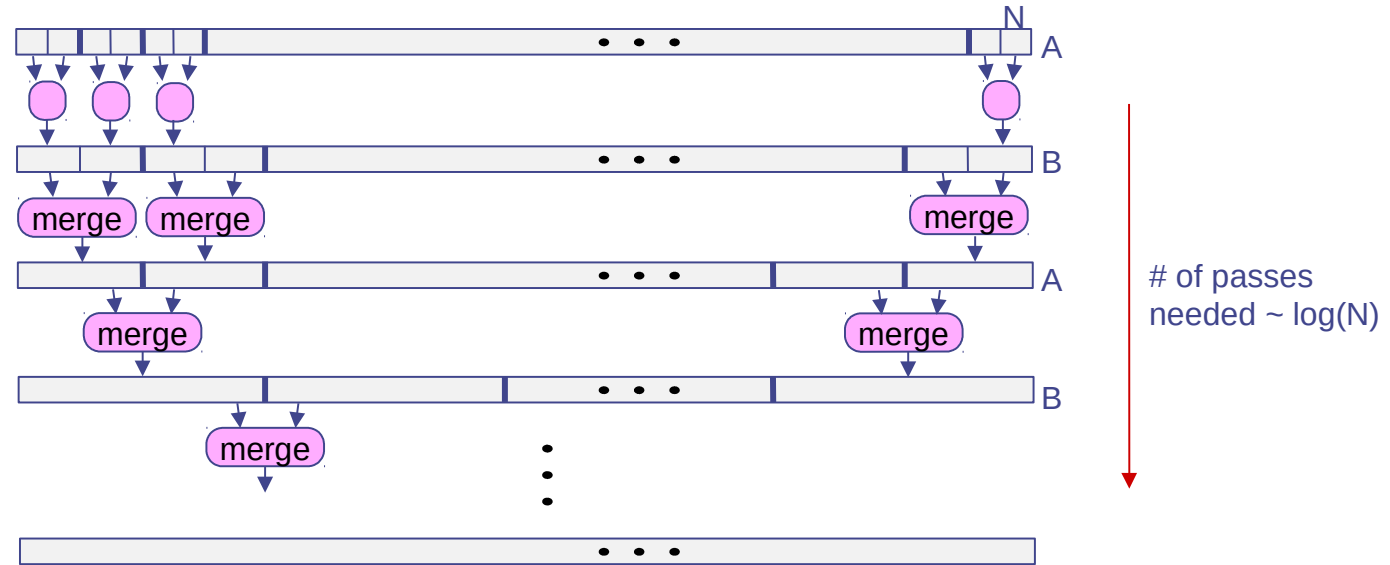 N
A
B
merge merge merge
A
# of passes
needed ~ log(N)
merge merge
B
merge